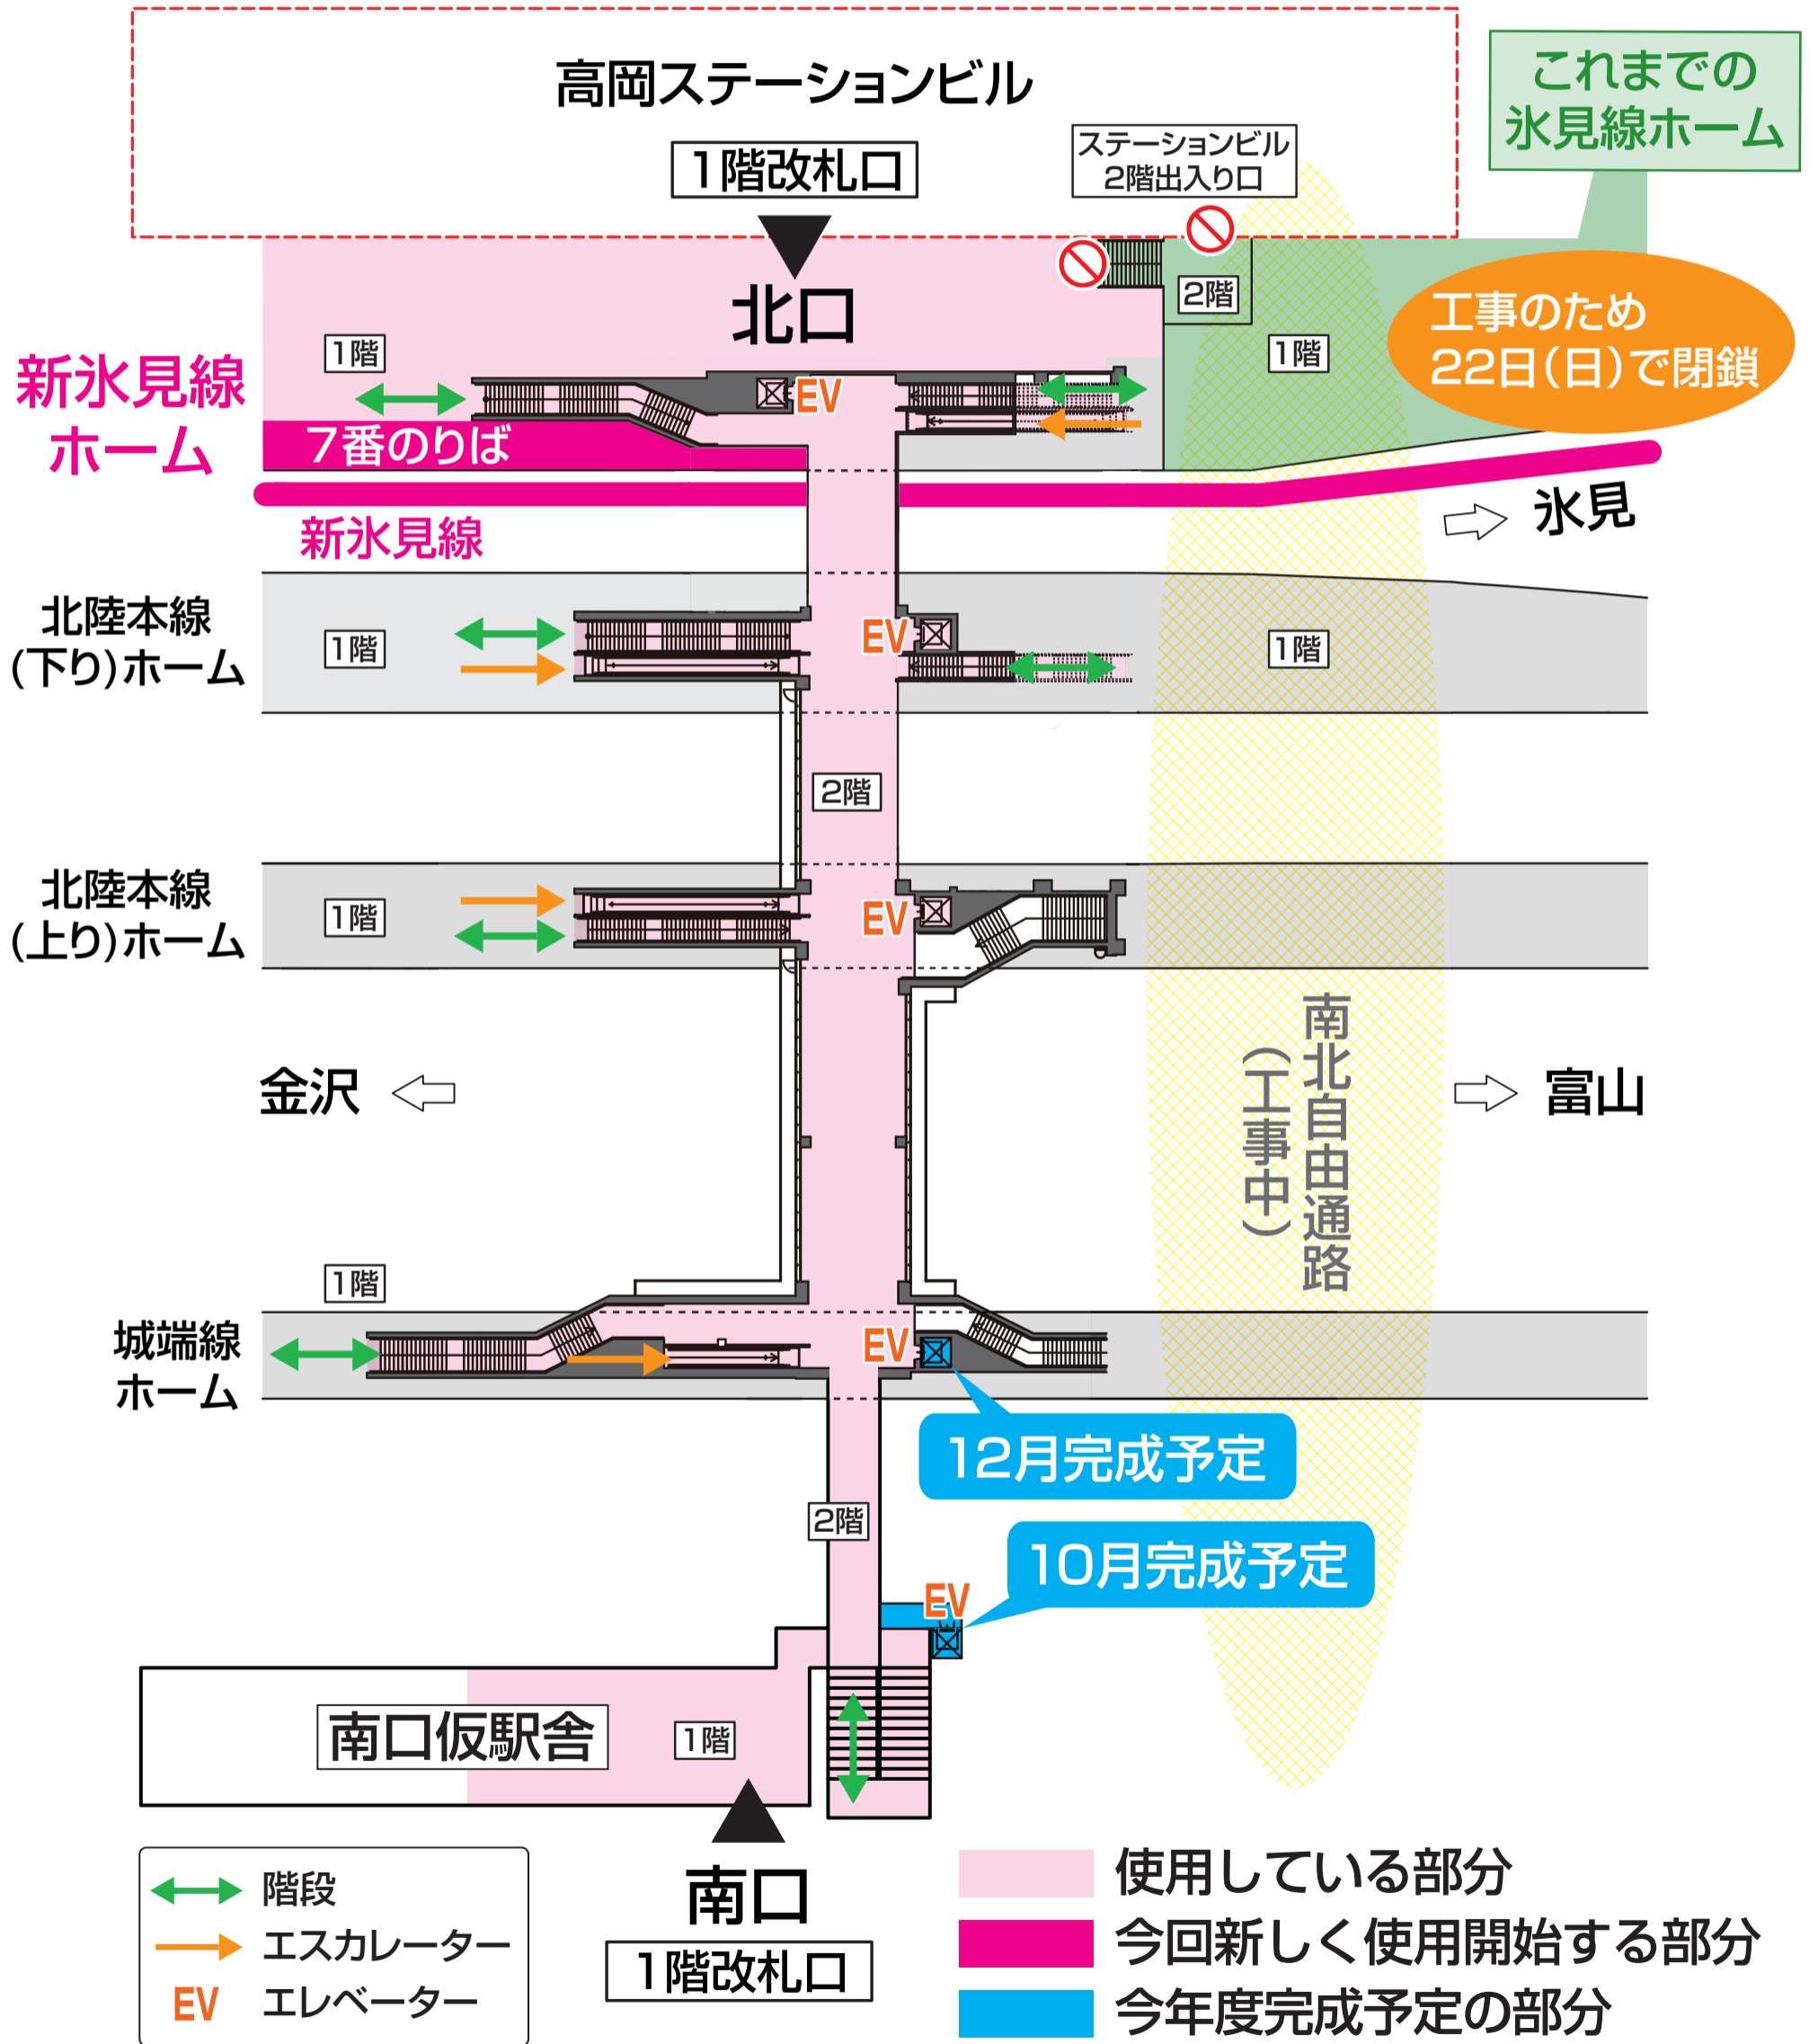 高岡ステーションビル
これまでの
氷見線ホーム
1階改札口
ステーションビル
2階出入り口
北口
2階
工事のため
22日(日)で閉鎖
1階
1階
新氷見線
ホーム
EV
7番のりば
新氷見線
氷見
北陸本線
(下り)ホーム
1階
EV
1階
2階
北陸本線
(上り)ホーム
1階
EV
金沢
南北自由通路
(工事中)
富山
1階
城端線
ホーム
EV
12月完成予定
2階
10月完成予定
EV
南口仮駅舎
1階
南口
1階改札口
階段
エスカレーター
EV エレベーター
使用している部分
今回新しく使用開始する部分
今年度完成予定の部分